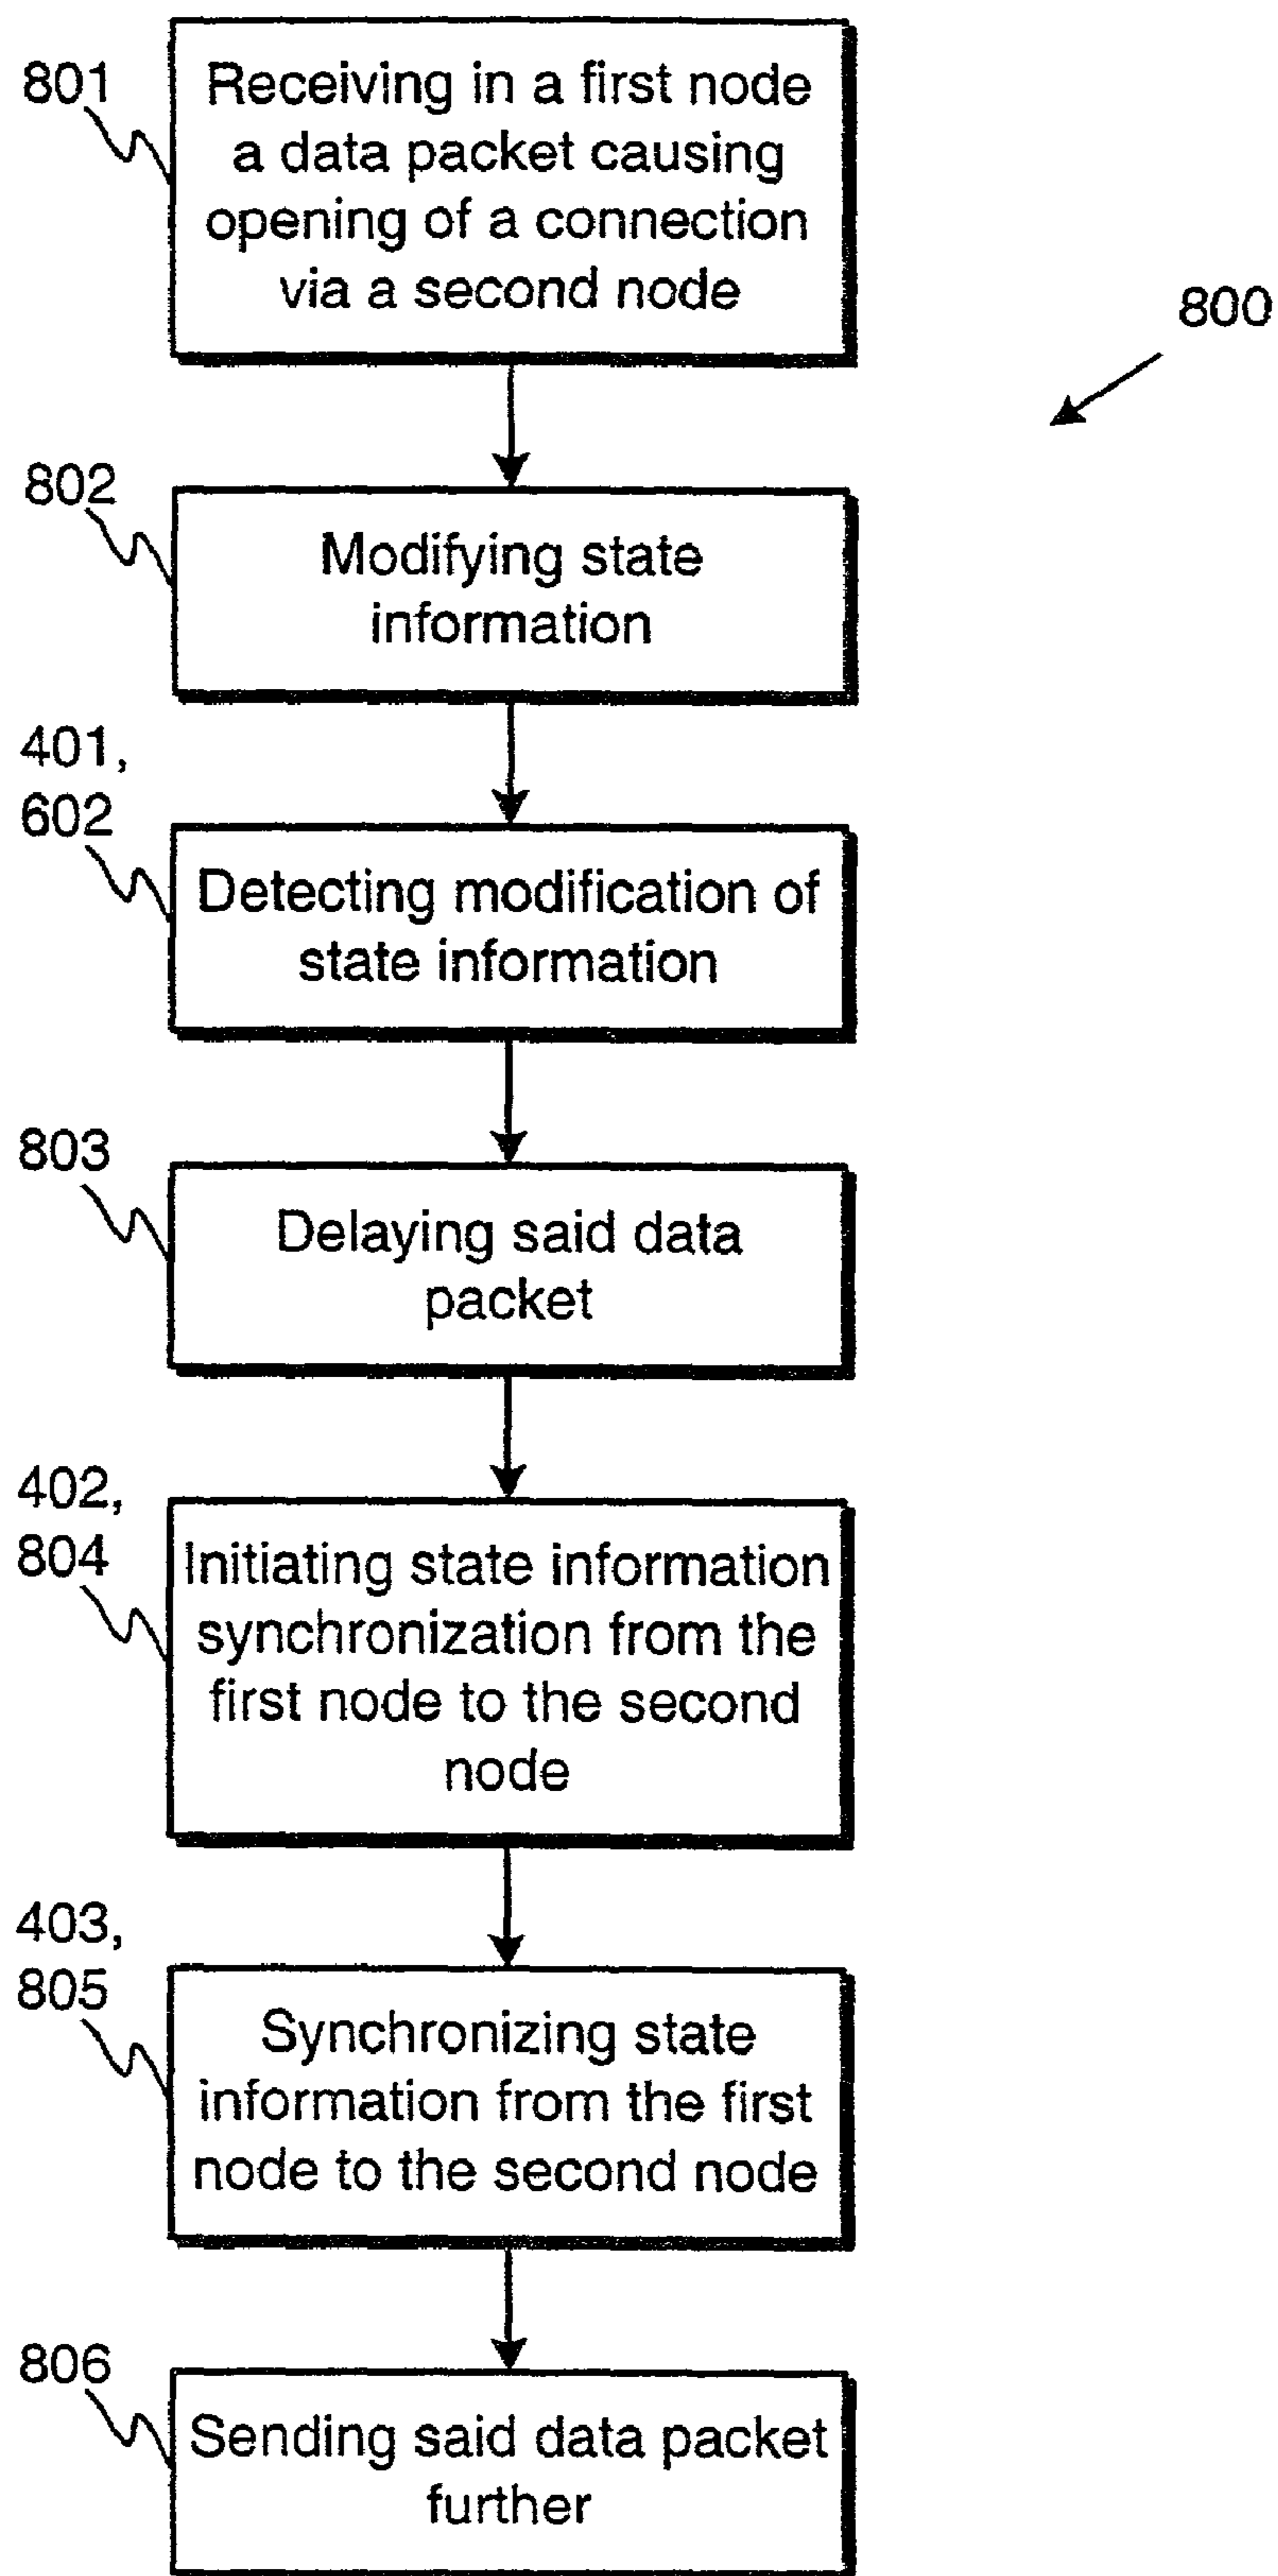 801
Receiving in a first node
a data packet causing
opening of a connection
via a second node
800
802
Modifying state
information
401,
602
Detecting modification of
state information
803
Delaying said data
packet
402,
804
Initiating state information
synchronization from the
first node to the second
node
403,
805
Synchronizing state
information from the first
node to the second node
806
Sending said data packet
further